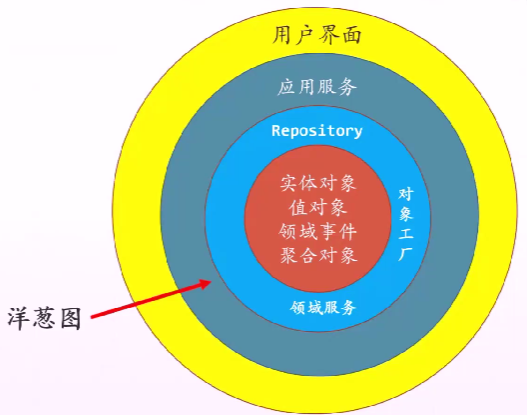 用户界面
应用服务
Repository
实体对象
值对象
领域事件
聚合对象
对象工厂
领域服务
洋葱图